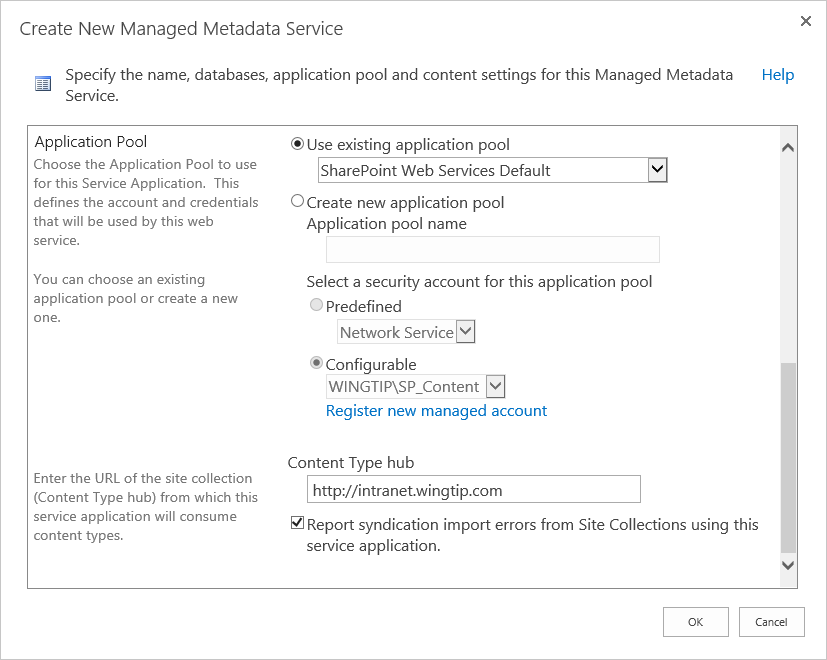 Create New Managed Metadata Service
Specify the name, databases, application pool and content settings for this Managed Metadata
Service.
Help
Application Pool
Choose the Application Pool to use
for this Service Application.  This
defines the account and credentials
that will be used by this web
service.
You can choose an existing
application pool or create a new
one.
Use existing application pool
SharePoint Web Services Default
Create new application pool
Application pool name
Select a security account for this application pool
Predefined
Network Service
Configurable
WINGTIP\SP_Content
Register new managed account
Enter the URL of the site collection
(Content Type hub) from which this
service application will consume
content types.
Content Type hub
http://intranet.wingtip.com
Report syndication import errors from Site Collections using this
service application.
OK
Cancel